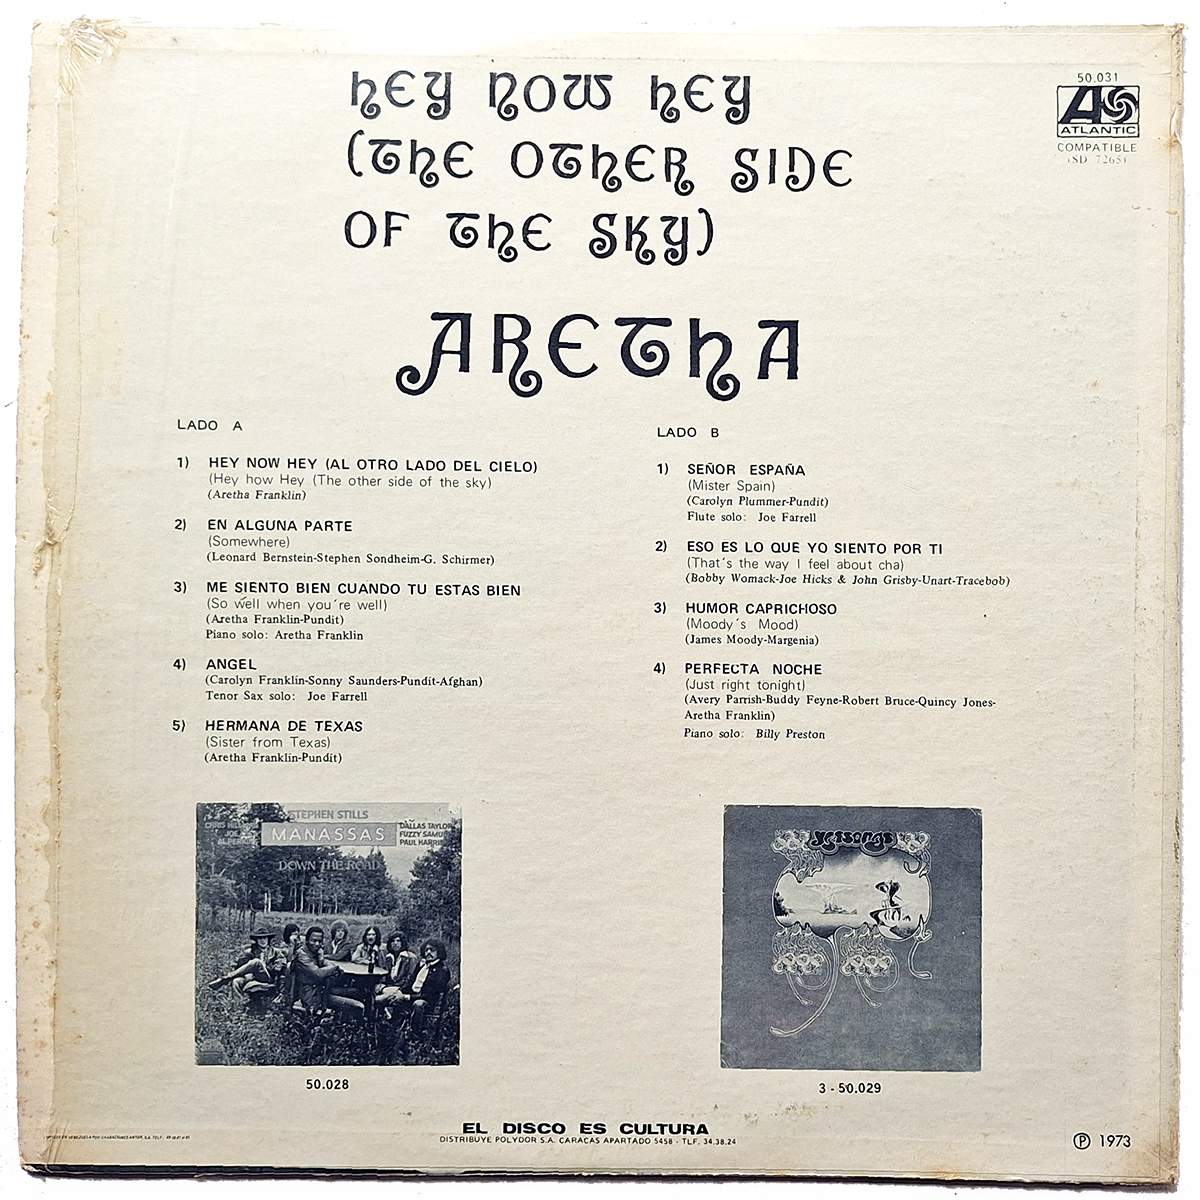 HEY NOW HEY
(THE OTHER SIDE
OF THE SKY)
ARETHA
50.031
ATLANTIC
COMPATIBLE
(SD 7265)
LADO A
1) HEY NOW HEY (AL OTRO LADO DEL CIELO)
(Hey how Hey (The other side of the sky)
(Aretha Franklin)
2) EN ALGUNA PARTE
(Somewhere)
(Leonard Bernstein-Stephen Sondheim-G. Schirmer)
3) ME SIENTO BIEN CUANDO TU ESTAS BIEN
(So well when you´re well)
(Aretha Franklin-Pundit)
Piano solo: Aretha Franklin
4) ANGEL
(Carolyn Franklin-Sonny Saunders-Pundit-Afghan)
Tenor Sax solo: Joe Farrell
5) HERMANA DE TEXAS
(Sister from Texas)
(Aretha Franklin-Pundit)
LADO B
1) SEÑOR ESPAÑA
(Mister Spain)
(Carolyn Plummer-Pundit)
Flute solo: Joe Farrell
2) ESO ES LO QUE YO SIENTO POR TI
(That´s the way I feel about cha)
(Bobby Womack-Joe Hicks & John Grisby-Unart-Tracebob)
3) HUMOR CAPRICHOSO
(Moody´s Mood)
(James Moody-Margenia)
4) PERFECTA NOCHE
(Just right tonight)
(Avery Parrish-Buddy Feyne-Robert Bruce-Quincy Jones-
Aretha Franklin)
Piano solo: Billy Preston
STEPHEN STILLS
MANASSAS
DALLAS TAYLOR
FUZZY SAMU
PAUL HARRIS
DOWN THE ROAD
50.028
Yessongs
3 - 50.029
EL DISCO ES CULTURA
DISTRIBUYE POLYDOR S.A. CARACAS APARTADO 5458 - TLF. 34.38.24
Ⓟ 1973